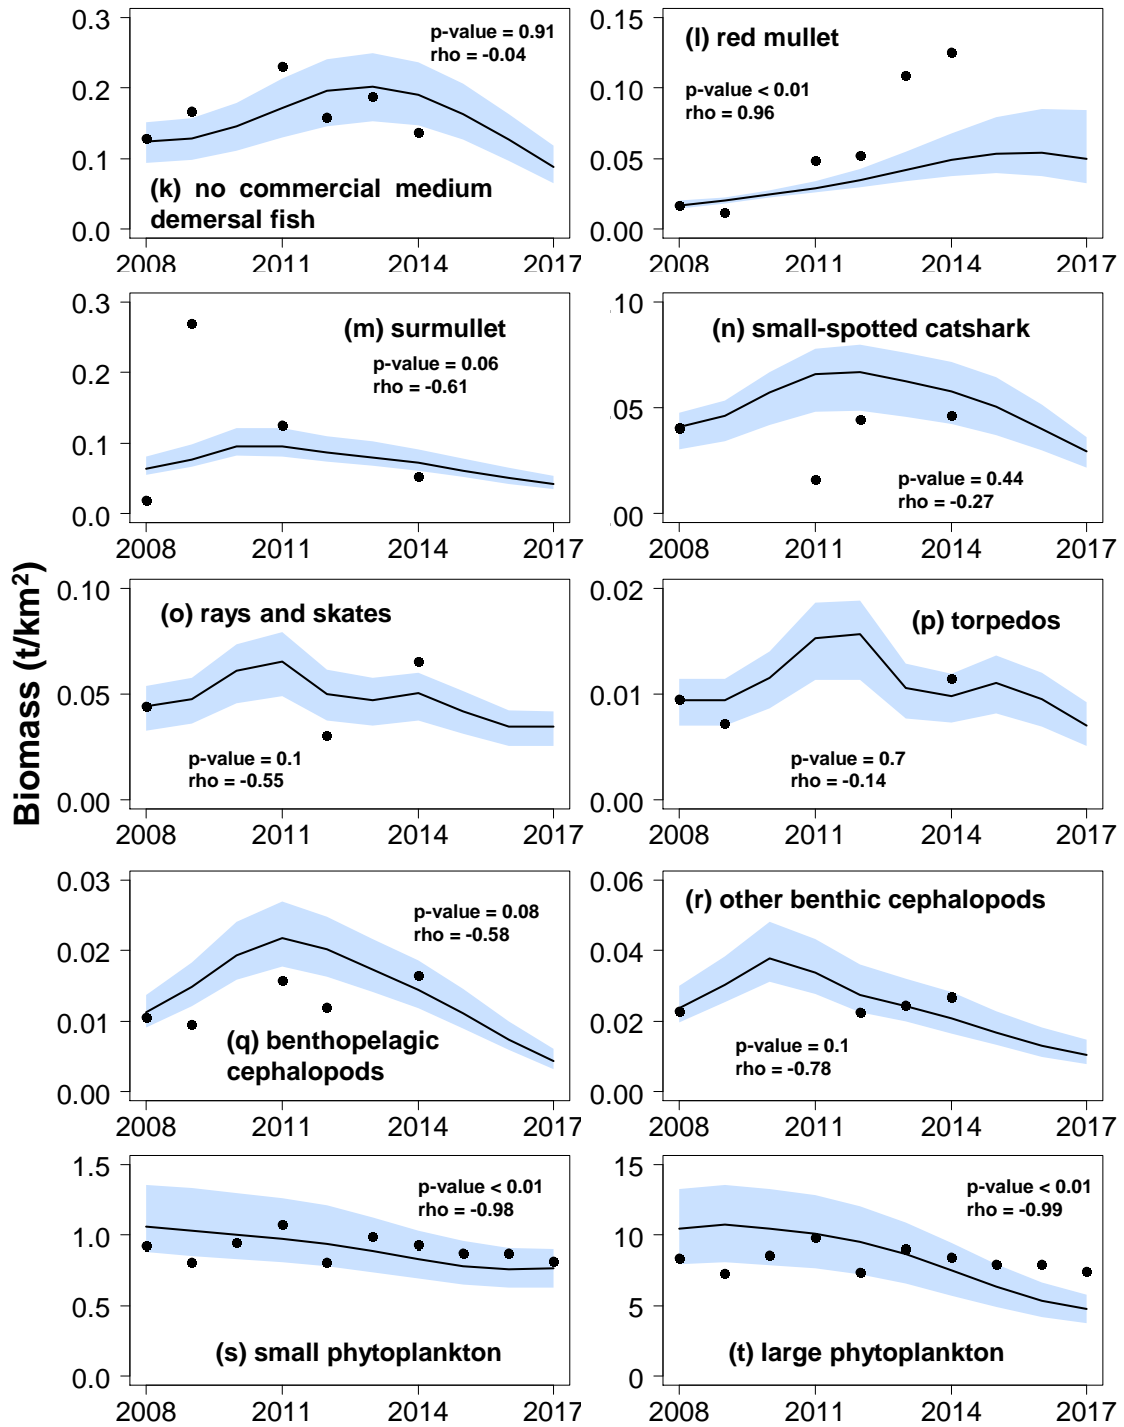 Biomass (t/km²)
0.3
0.2
0.1
0.0
p-value = 0.91
rho = -0.04
(k) no commercial medium
demersal fish
2008 2011 2014 2017
0.15
0.10
0.05
0.00
(l) red mullet
p-value < 0.01
rho = 0.96
2008 2011 2014 2017
0.3
0.2
0.1
0.0
(m) surmullet
p-value = 0.06
rho = -0.61
2008 2011 2014 2017
.10
.05
.00
(n) small-spotted catshark
p-value = 0.44
rho = -0.27
2008 2011 2014 2017
0.10
0.05
0.00
(o) rays and skates
p-value = 0.1
rho = -0.55
2008 2011 2014 2017
0.02
0.01
0.00
(p) torpedos
p-value = 0.7
rho = -0.14
2008 2011 2014 2017
0.03
0.02
0.01
0.00
p-value = 0.08
rho = -0.58
(q) benthopelagic
cephalopods
2008 2011 2014 2017
0.06
0.04
0.02
0.00
(r) other benthic cephalopods
p-value = 0.1
rho = -0.78
2008 2011 2014 2017
1.5
1.0
0.5
0.0
p-value < 0.01
rho = -0.98
(s) small phytoplankton
2008 2011 2014 2017
15
10
5
0
p-value < 0.01
rho = -0.99
(t) large phytoplankton
2008 2011 2014 2017